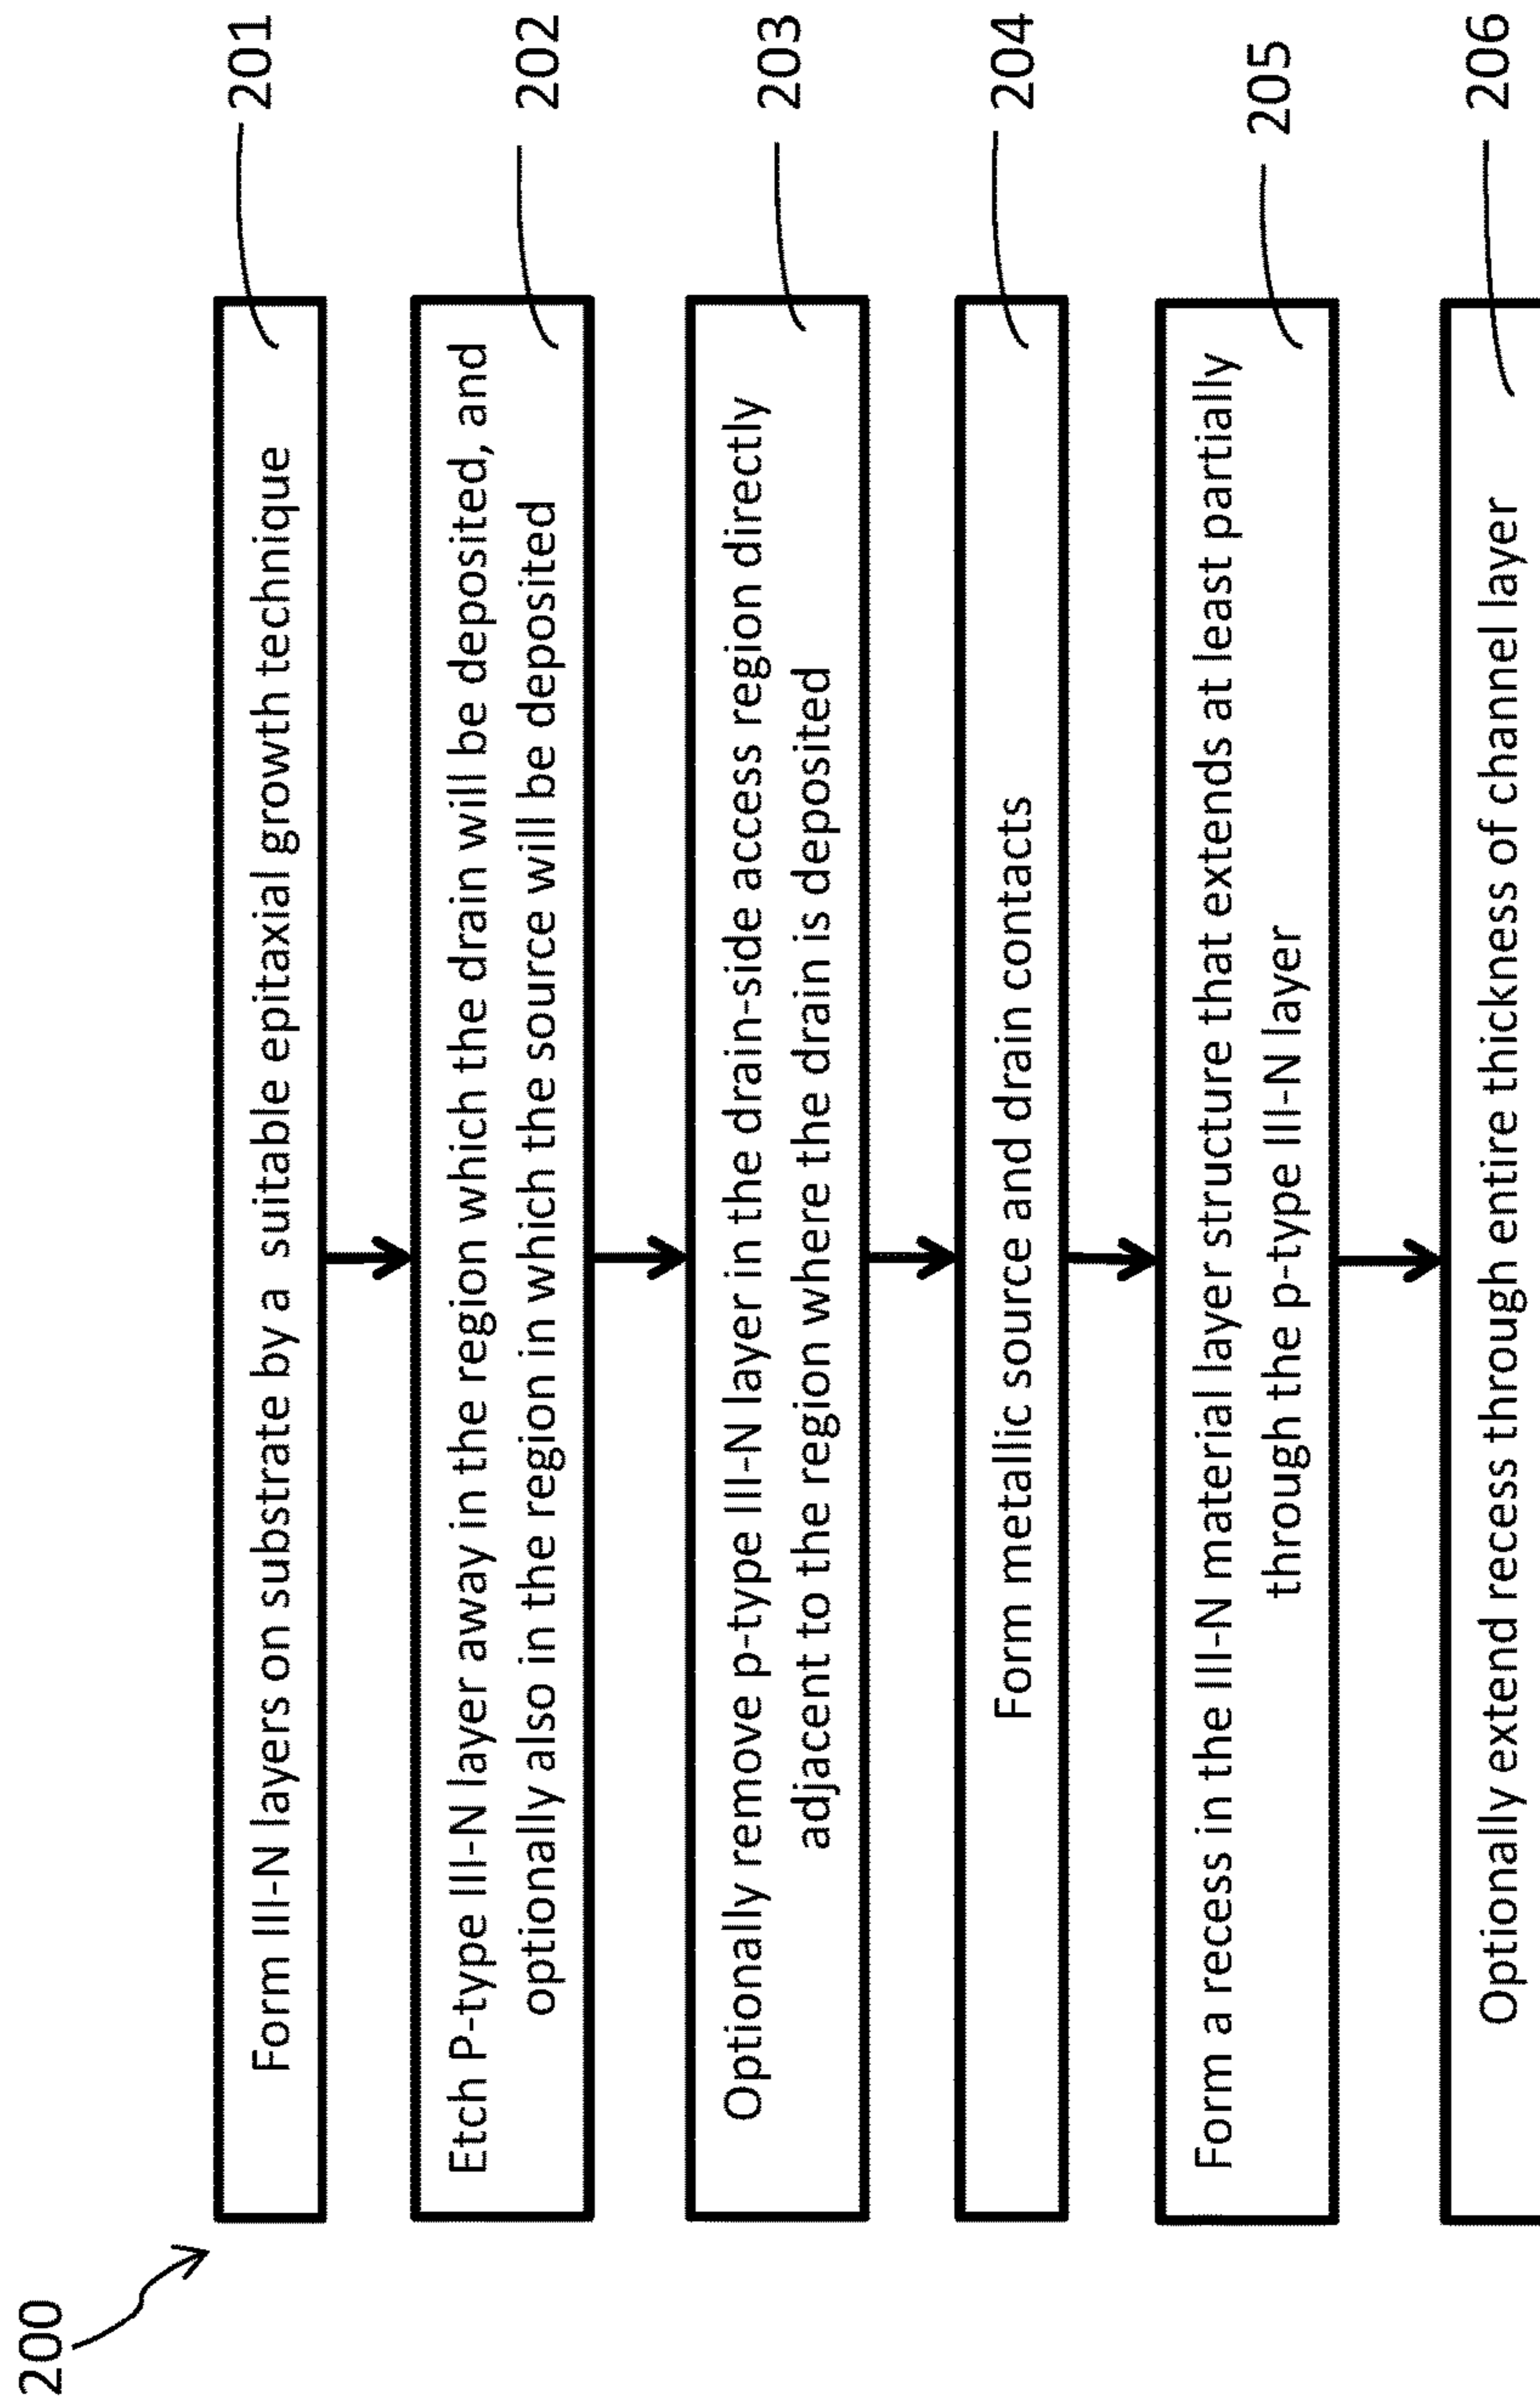 200
Form III-N layers on substrate by a suitable epitaxial growth technique
201
Etch P-type III-N layer away in the region which the drain will be deposited, and
optionally also in the region in which the source will be deposited
202
Optionally remove p-type III-N layer in the drain-side access region directly
adjacent to the region where the drain is deposited
203
Form metallic source and drain contacts
204
Form a recess in the III-N material layer structure that extends at least partially
through the p-type III-N layer
205
Optionally extend recess through entire thickness of channel layer
206